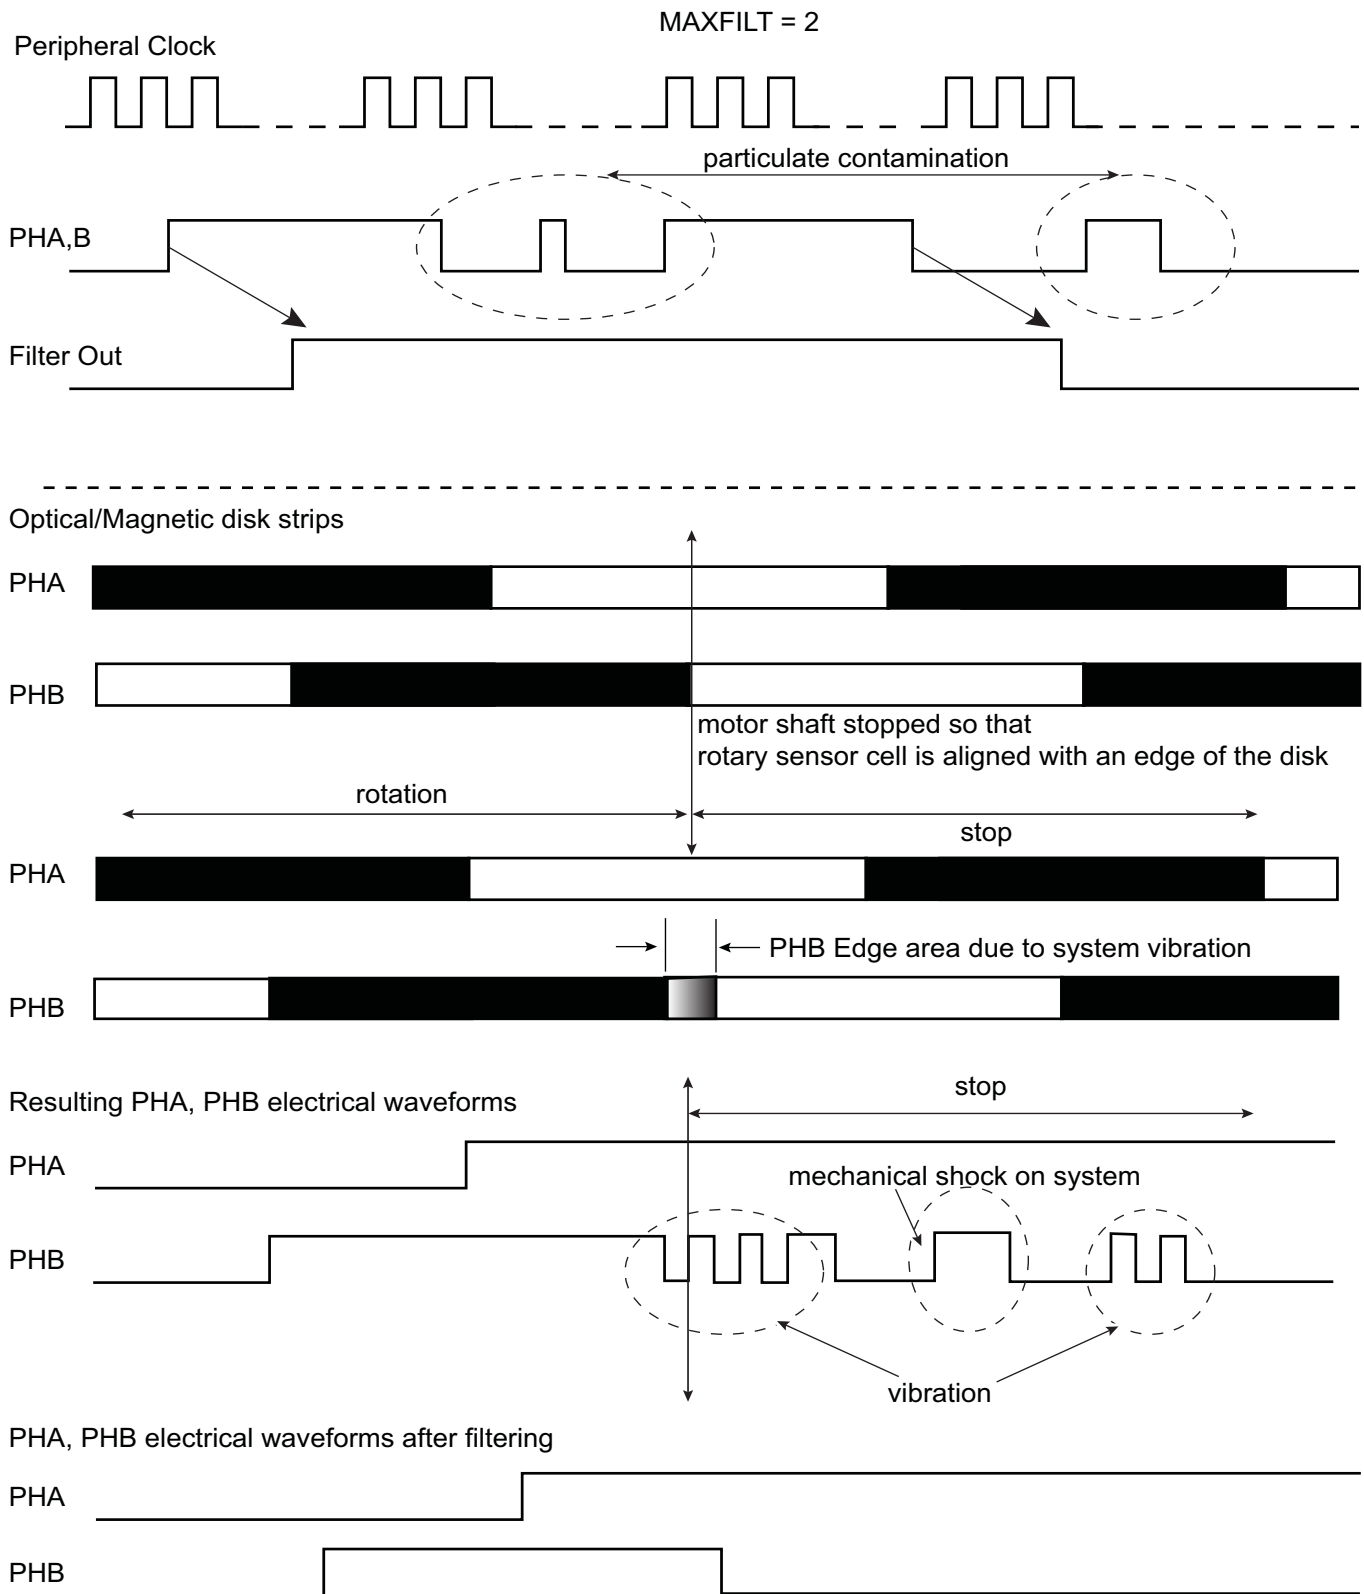 MAXFILT = 2
Peripheral Clock
particulate contamination
PHA,B
Filter Out
Optical/Magnetic disk strips
PHA
PHB
motor shaft stopped so that
rotary sensor cell is aligned with an edge of the disk
rotation
stop
PHA
PHB Edge area due to system vibration
PHB
Resulting PHA, PHB electrical waveforms
stop
PHA
mechanical shock on system
PHB
vibration
PHA, PHB electrical waveforms after filtering
PHA
PHB